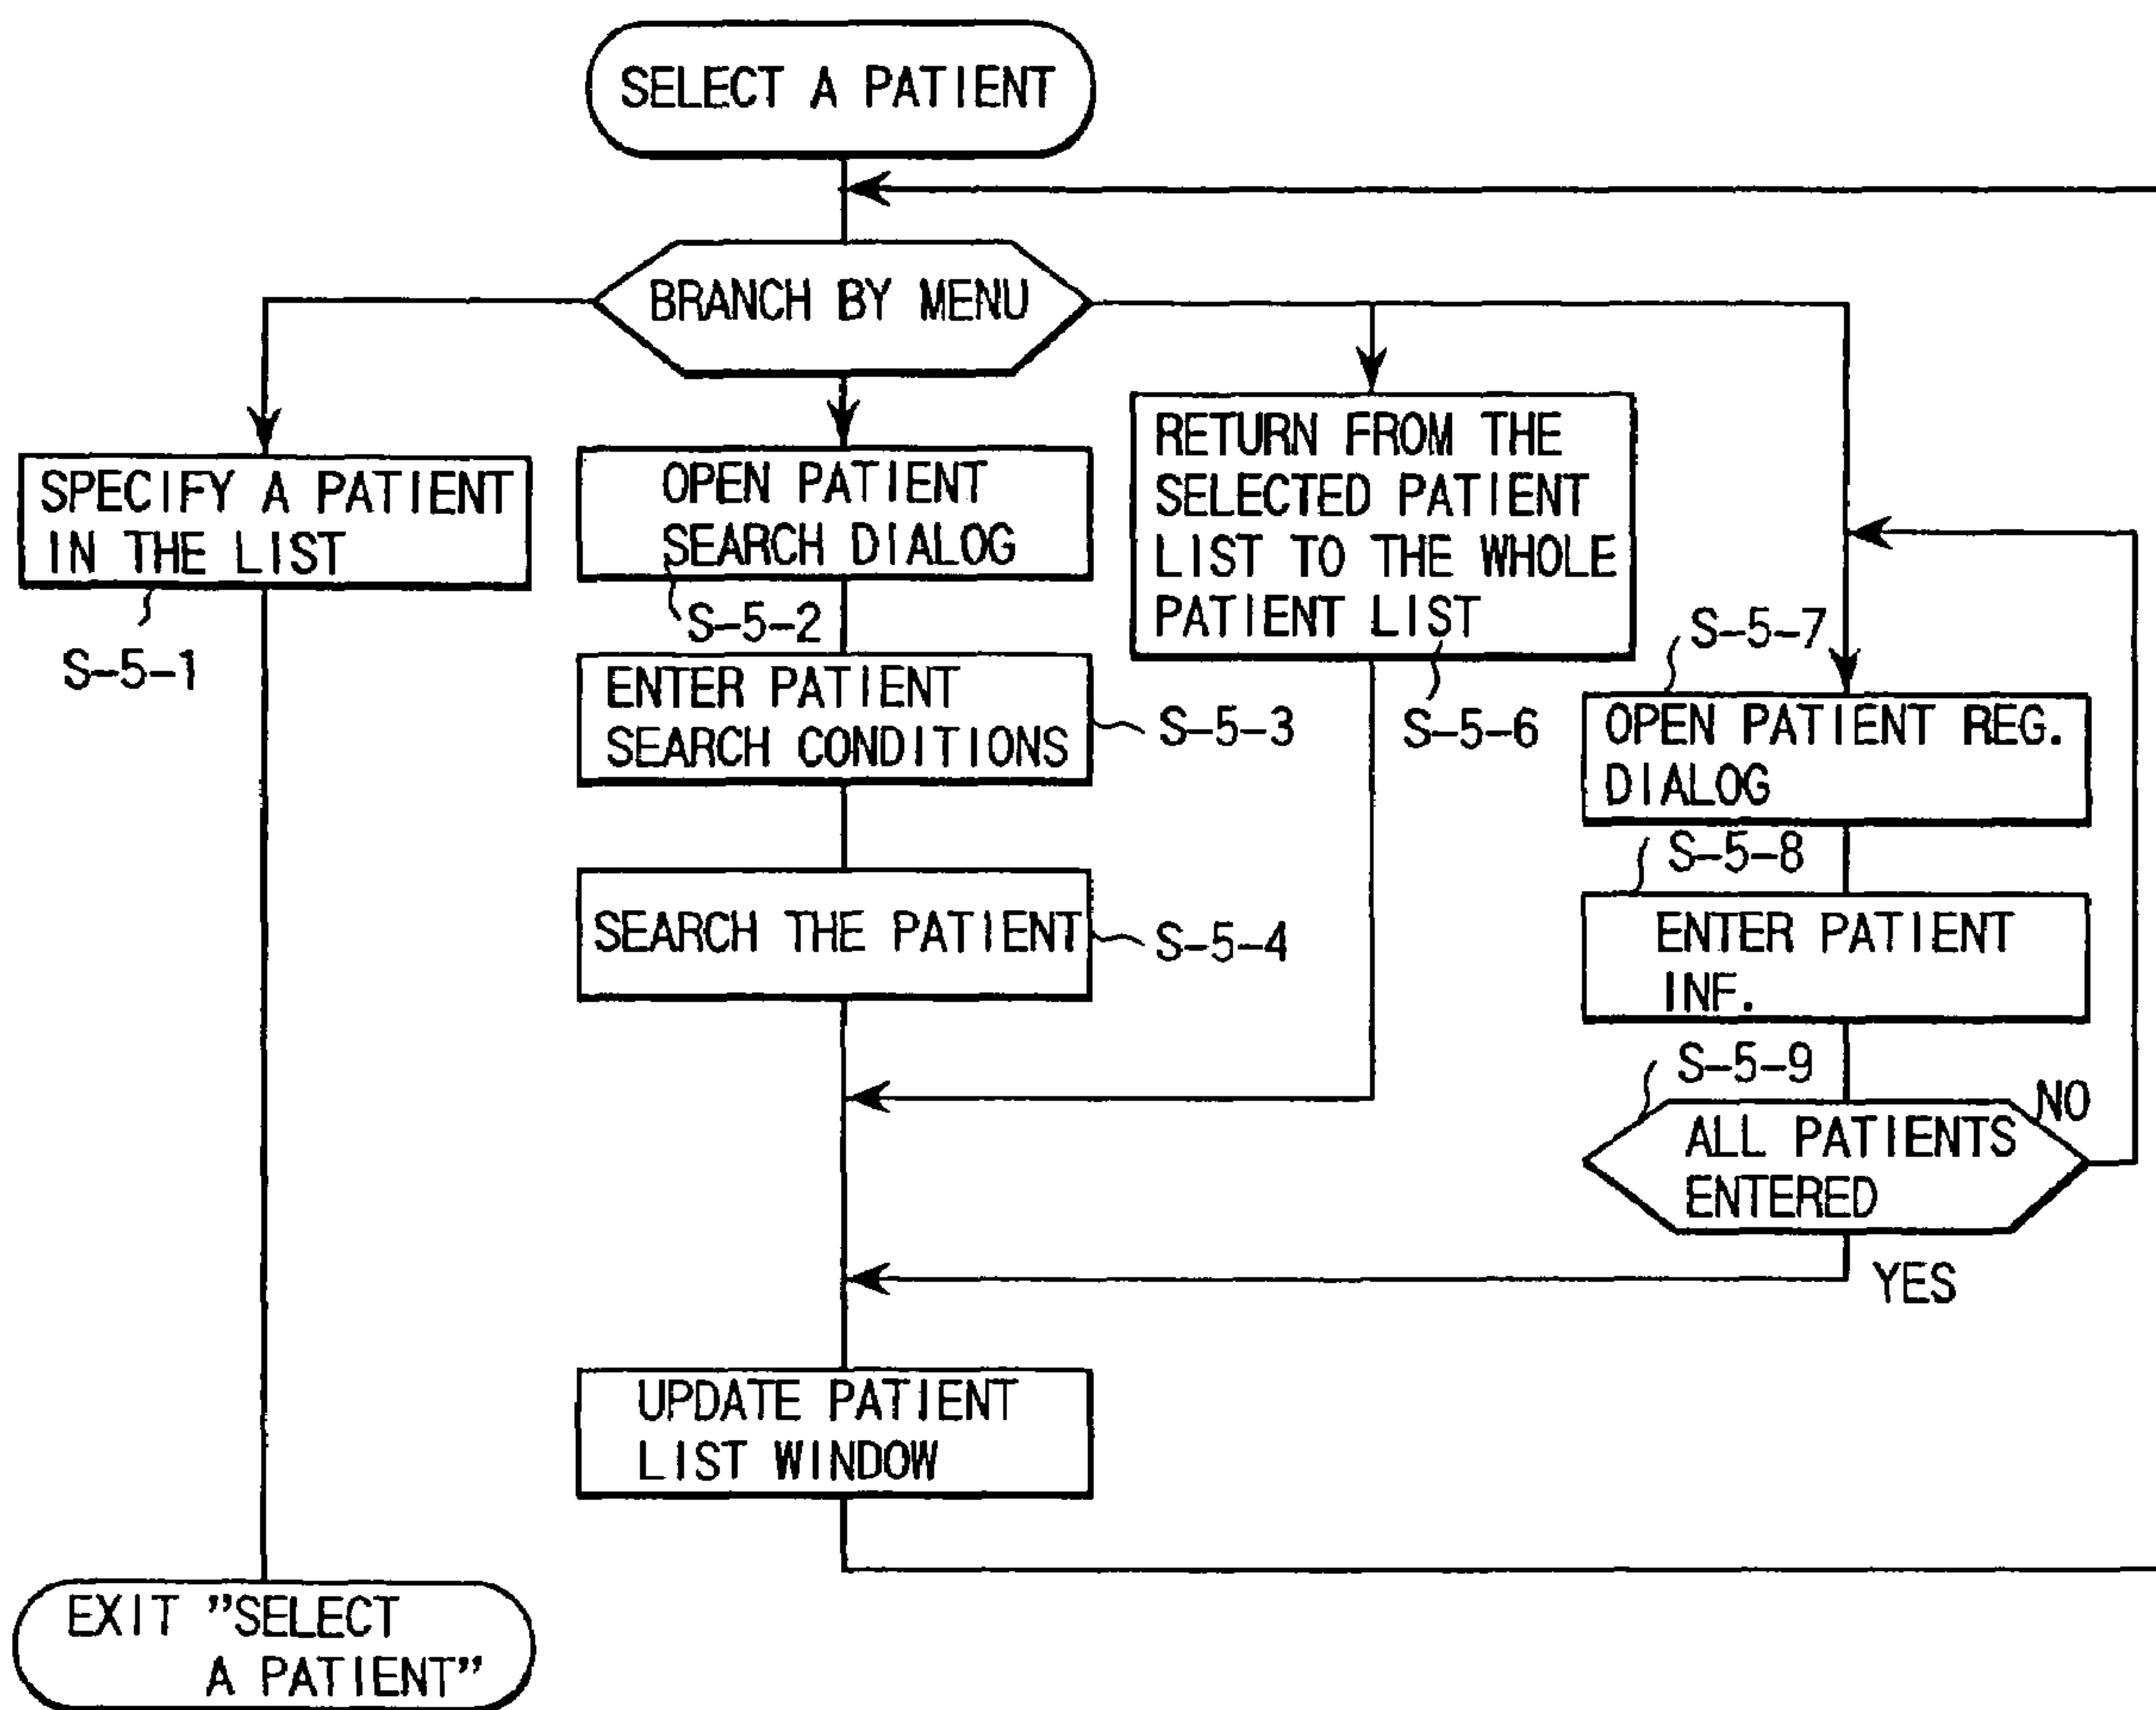 SELECT A PATIENT
BRANCH BY MENU
SPECIFY A PATIENT
IN THE LIST
S-5-1
OPEN PATIENT
SEARCH DIALOG
S-5-2
ENTER PATIENT
SEARCH CONDITIONS
S-5-3
SEARCH THE PATIENT
S-5-4
RETURN FROM THE
SELECTED PATIENT
LIST TO THE WHOLE
PATIENT LIST
S-5-6
S-5-7
OPEN PATIENT REG.
DIALOG
S-5-8
ENTER PATIENT
INF.
S-5-9
ALL PATIENTS
ENTERED
NO
YES
UPDATE PATIENT
LIST WINDOW
EXIT "SELECT
A PATIENT"